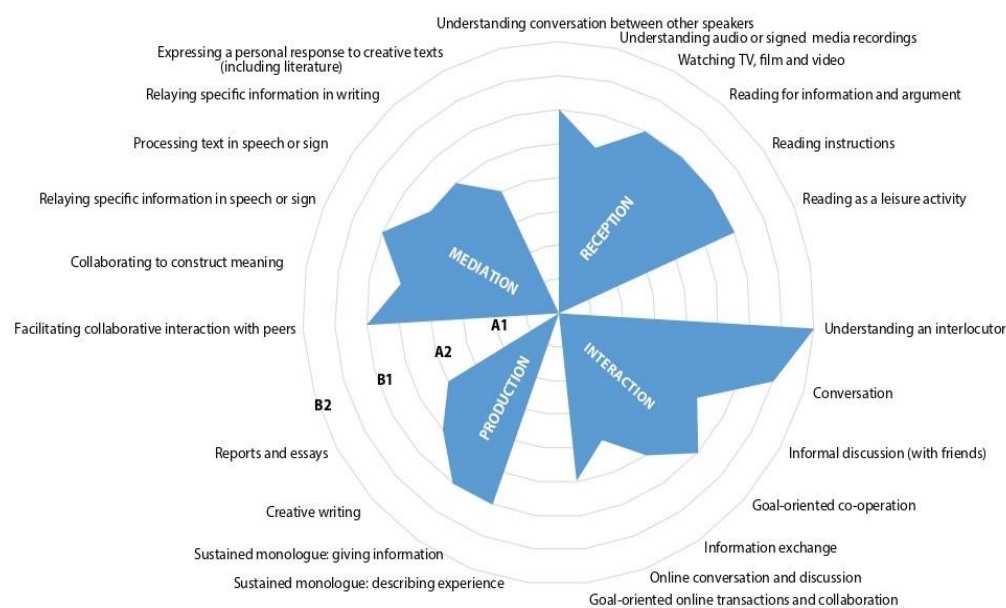 Understanding conversation between other speakers
Understanding audio or signed media recordings
Watching TV, film and video
Reading for information and argument
Reading instructions
Reading as a leisure activity
Understanding an interlocutor
Conversation
Informal discussion (with friends)
Goal-oriented co-operation
Information exchange
Online conversation and discussion
Goal-oriented online transactions and collaboration
Sustained monologue: describing experience
Sustained monologue: giving information
Creative writing
Reports and essays
Facilitating collaborative interaction with peers
Collaborating to construct meaning
Relaying specific information in speech or sign
Processing text in speech or sign
Relaying specific information in writing
Expressing a personal response to creative texts
(including literature)
RECEPTION
INTERACTION
PRODUCTION
MEDIATION
A1
A2
B1
B2